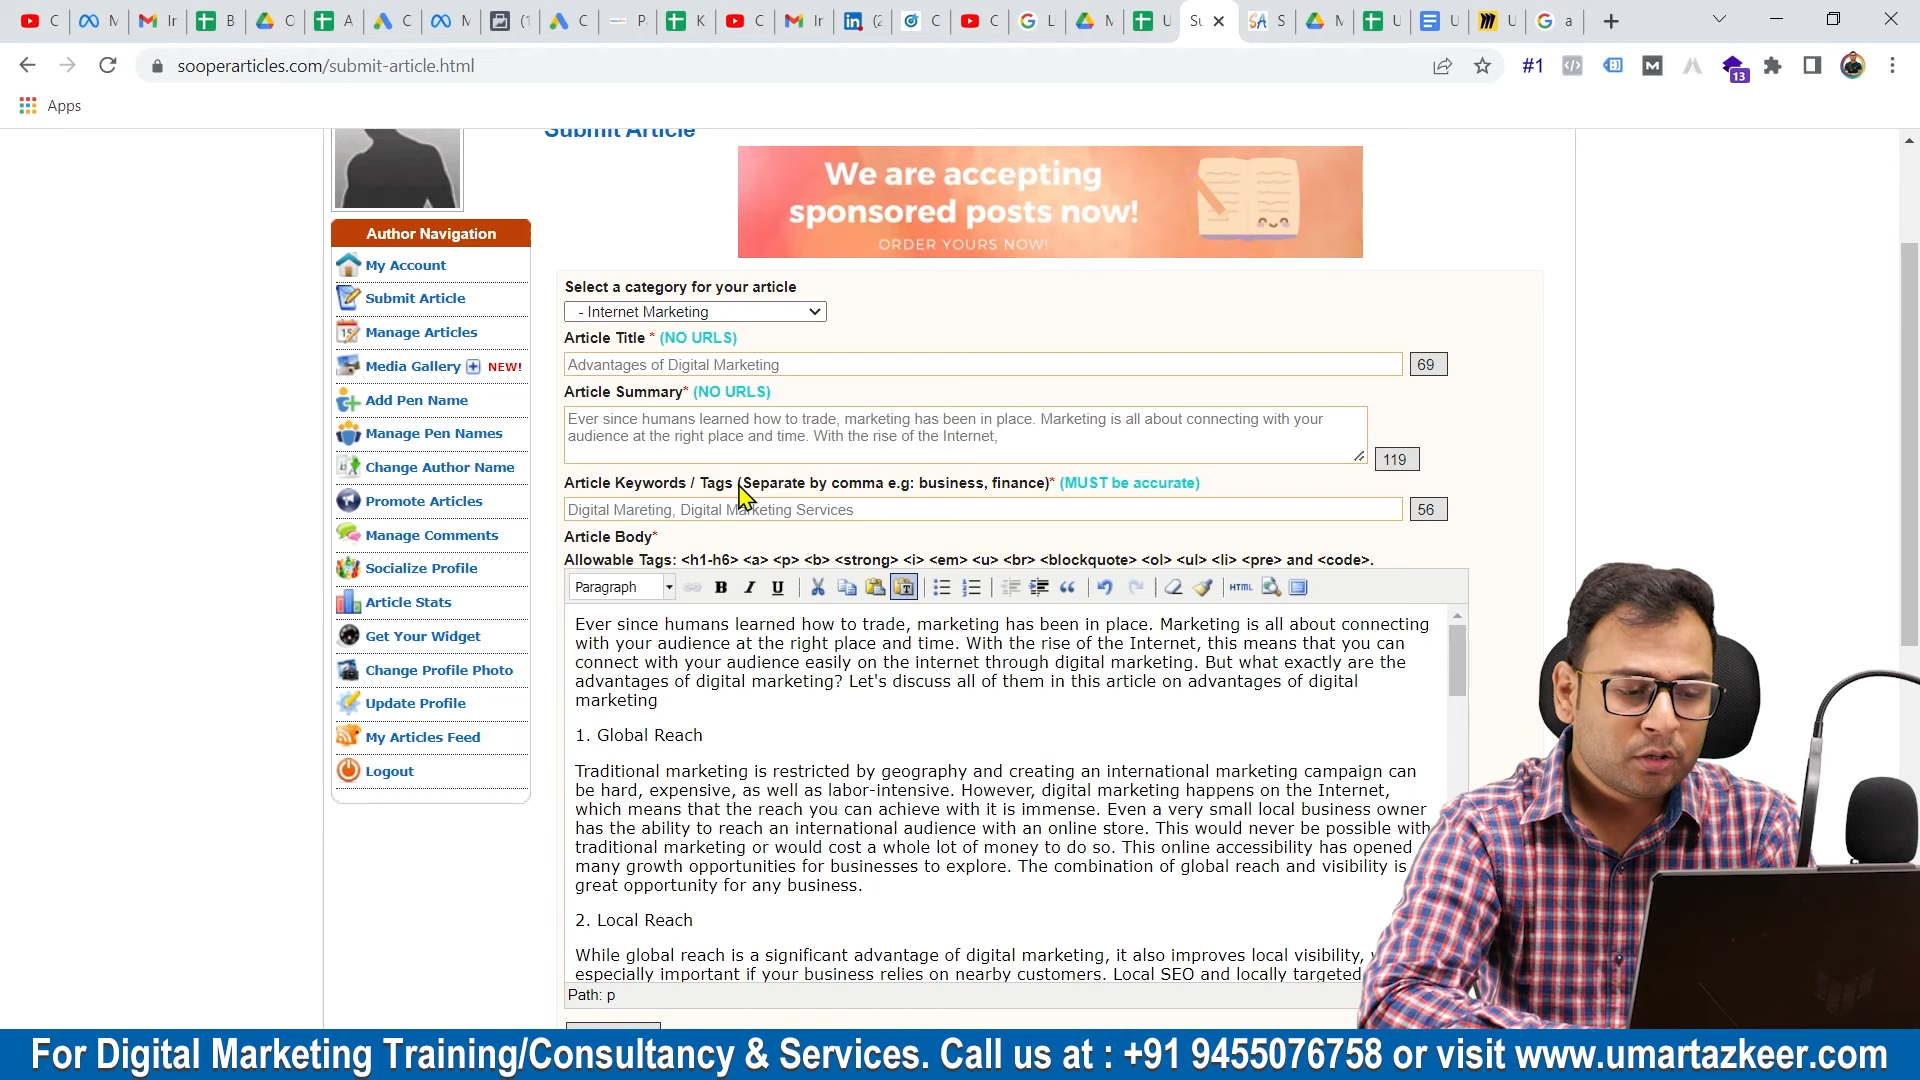 sooperarticles.com/submit-article.html
#1
13
Apps
Submit Article
We are accepting
sponsored posts now!
ORDER YOURS NOW!
Author Navigation
My Account
Submit Article
Manage Articles
Media Gallery NEW!
Add Pen Name
Manage Pen Names
Change Author Name
Promote Articles
Manage Comments
Socialize Profile
Article Stats
Get Your Widget
Change Profile Photo
Update Profile
My Articles Feed
Logout
Select a category for your article
- Internet Marketing
Article Title * (NO URLS)
Advantages of Digital Marketing
69
Article Summary* (NO URLS)
Ever since humans learned how to trade, marketing has been in place. Marketing is all about connecting with your
audience at the right place and time. With the rise of the Internet,
119
Article Keywords / Tags (Separate by comma e.g: business, finance)* (MUST be accurate)
Digital Mareting, Digital Marketing Services
56
Article Body*
Allowable Tags: <h1-h6> <a> <p> <b> <strong> <i> <em> <u> <br> <blockquote> <ol> <ul> <li> <pre> and <code>.
Paragraph
B I U
HTML
Ever since humans learned how to trade, marketing has been in place. Marketing is all about connecting
with your audience at the right place and time. With the rise of the Internet, this means that you can
connect with your audience easily on the internet through digital marketing. But what exactly are the
advantages of digital marketing? Let's discuss all of them in this article on advantages of digital
marketing
1. Global Reach
Traditional marketing is restricted by geography and creating an international marketing campaign can
be hard, expensive, as well as labor-intensive. However, digital marketing happens on the Internet,
which means that the reach you can achieve with it is immense. Even a very small local business owner
has the ability to reach an international audience with an online store. This would never be possible with
traditional marketing or would cost a whole lot of money to do so. This online accessibility has opened
many growth opportunities for businesses to explore. The combination of global reach and visibility is
great opportunity for any business.
2. Local Reach
While global reach is a significant advantage of digital marketing, it also improves local visibility,
especially important if your business relies on nearby customers. Local SEO and locally targeted
Path: p
For Digital Marketing Training/Consultancy & Services. Call us at : +91 9455076758 or visit www.umartazkeer.com